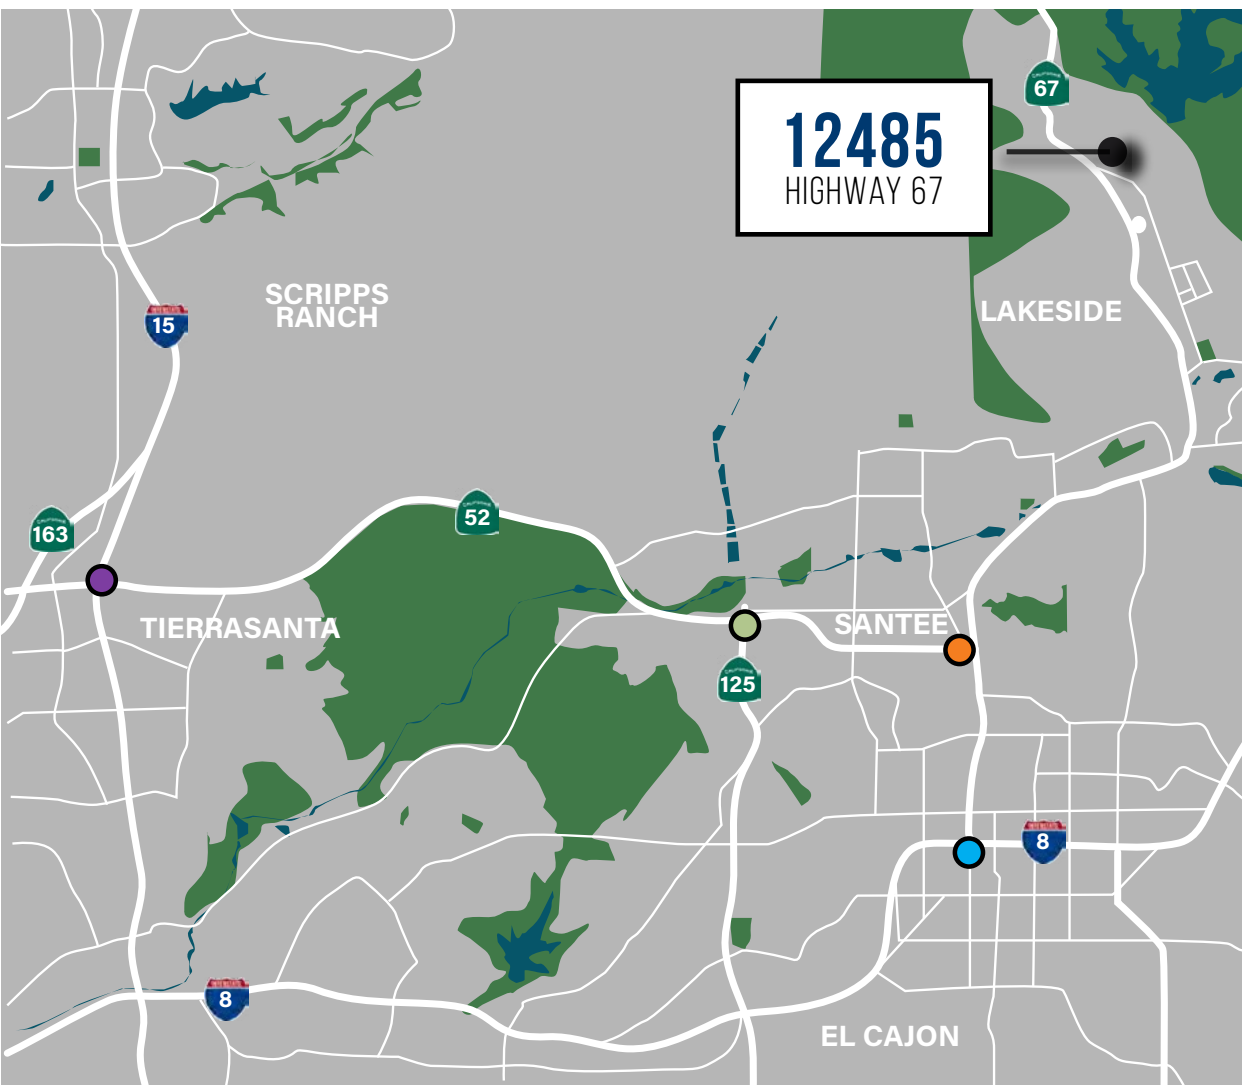 67
12485
HIGHWAY 67
SCRIPPS
RANCH
15
LAKESIDE
52
163
TIERRASANTA
SANTEE
125
8
8
EL CAJON